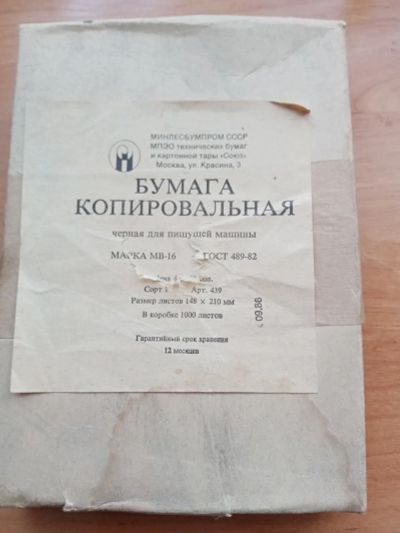 МИНЛЕСБУМПРОМ СССР
МПЭО технических бумаг
и картонной тары «Союз»
Москва, ул. Красина, 3
БУМАГА
КОПИРОВАЛЬНАЯ
черная для пишущей машины
МАРКА МВ-16 ГОСТ 489-82
Сорт 1 Арт. 439
Размер листов 148 × 210 мм
В коробке 1000 листов
09.86
Гарантийный срок хранения
12 месяцев